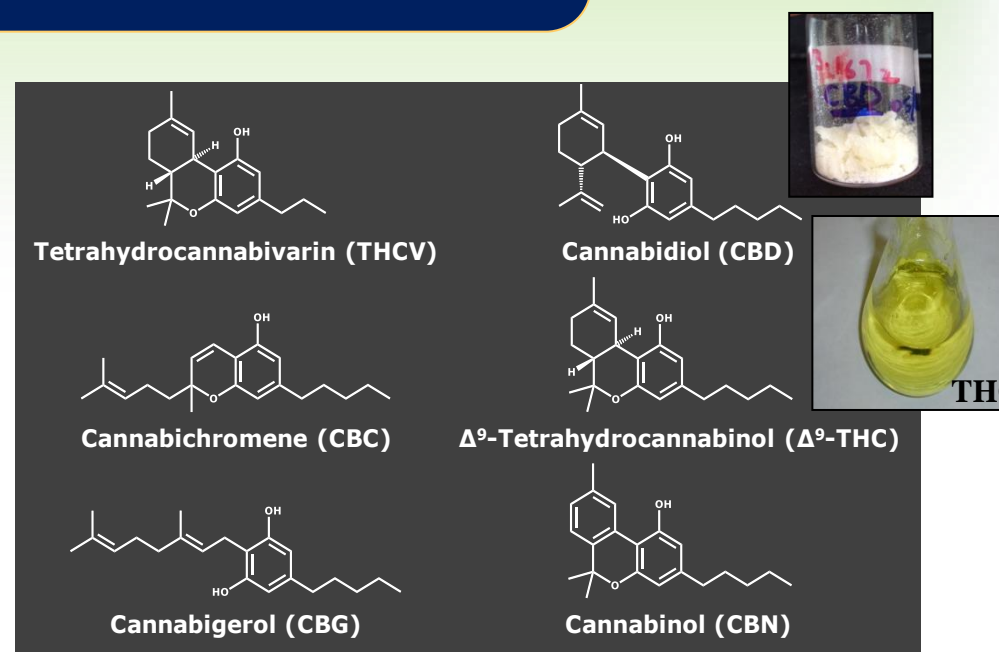 CBD
OH
H
H
O
Tetrahydrocannabivarin (THCV)
OH
HO
Cannabidiol (CBD)
OH
O
Cannabichromene (CBC)
OH
H
H
O
Δ⁹-Tetrahydrocannabinol (Δ⁹-THC)
TH
OH
HO
Cannabigerol (CBG)
OH
O
Cannabinol (CBN)